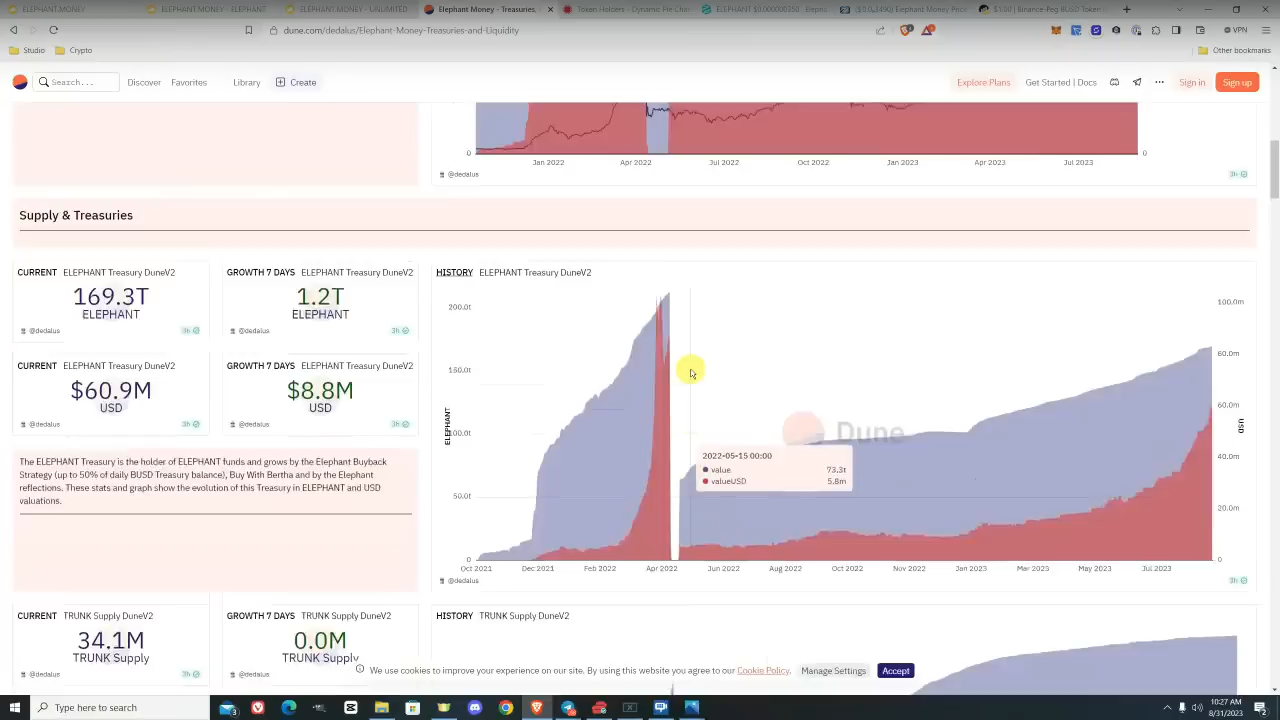 ELEPHANT.MONEY
ELEPHANT.MONEY - ELEPHANT
ELEPHANT MONEY - UNLIMITED
Elephant Money - Treasuries,
Token Holders - Dynamic Pie Chart
dune.com/dedalus/Elephant-Money-Treasuries-and-Liquidity
VPN
Studio
Crypto
Other bookmarks
Search...
Discover
Favorites
Library
Create
Explore Plans
Get Started | Docs
Sign in
Sign up
0
0
Jan 2022
Apr 2022
Jul 2022
Oct 2022
Jan 2023
Apr 2023
Jul 2023
@dedalus
3h
Supply & Treasuries
CURRENT ELEPHANT Treasury DuneV2
169.3T
ELEPHANT
@dedalus
3h
GROWTH 7 DAYS ELEPHANT Treasury DuneV2
1.2T
ELEPHANT
@dedalus
3h
CURRENT ELEPHANT Treasury DuneV2
$60.9M
USD
@dedalus
3h
GROWTH 7 DAYS ELEPHANT Treasury DuneV2
$8.8M
USD
@dedalus
3h
The ELEPHANT Treasury is the holder of ELEPHANT funds and grows by the Elephant Buyback
Strategy (up to 50% of daily BUSD Treasury balance), Buy With Bertha and by the Elephant
reflections. These stats and graph show the evolution of this Treasury in ELEPHANT and USD
valuations.
HISTORY ELEPHANT Treasury DuneV2
200.0t
150.0t
100.0t
50.0t
0
ELEPHANT
100.0m
80.0m
60.0m
40.0m
20.0m
0
USD
Dune
2022-05-15 00:00
value 73.3t
valueUSD 5.8m
Oct 2021
Dec 2021
Feb 2022
Apr 2022
Jun 2022
Aug 2022
Oct 2022
Nov 2022
Jan 2023
Mar 2023
May 2023
Jul 2023
@dedalus
3h
CURRENT TRUNK Supply DuneV2
34.1M
TRUNK Supply
@dedalus
3h
GROWTH 7 DAYS TRUNK Supply DuneV2
0.0M
TRUNK Supply
@dedalus
HISTORY TRUNK Supply DuneV2
We use cookies to improve your experience on our site. By using this website you agree to our Cookie Policy.
Manage Settings
Accept
Type here to search
10:27 AM
8/31/2023